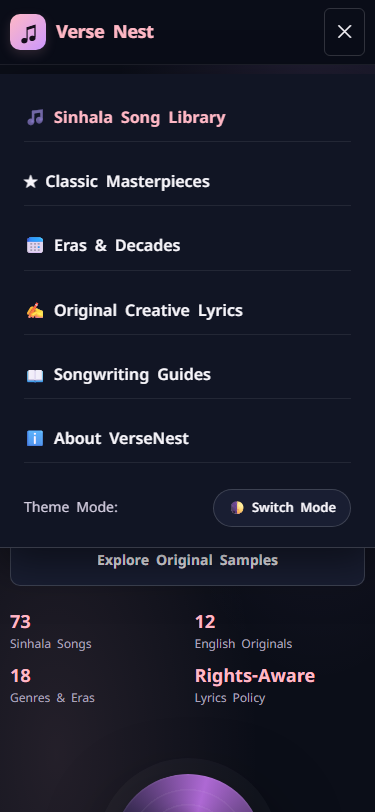 Verse Nest
Sinhala Song Library
Classic Masterpieces
Eras & Decades
Original Creative Lyrics
Songwriting Guides
About VerseNest
Theme Mode:
Switch Mode
Explore Original Samples
73
12
Sinhala Songs
English Originals
18
Rights-Aware
Genres & Eras
Lyrics Policy